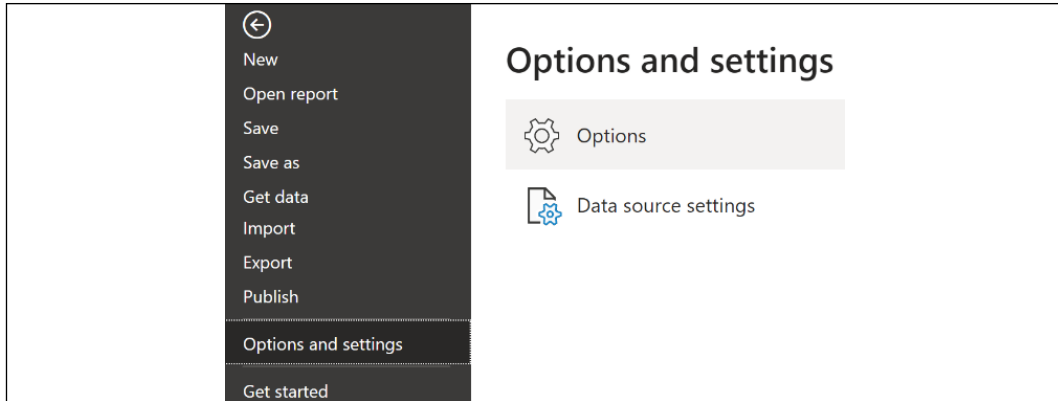 New
Open report
Save
Save as
Get data
Import
Export
Publish
Options and settings
Get started
Options and settings
Options
Data source settings